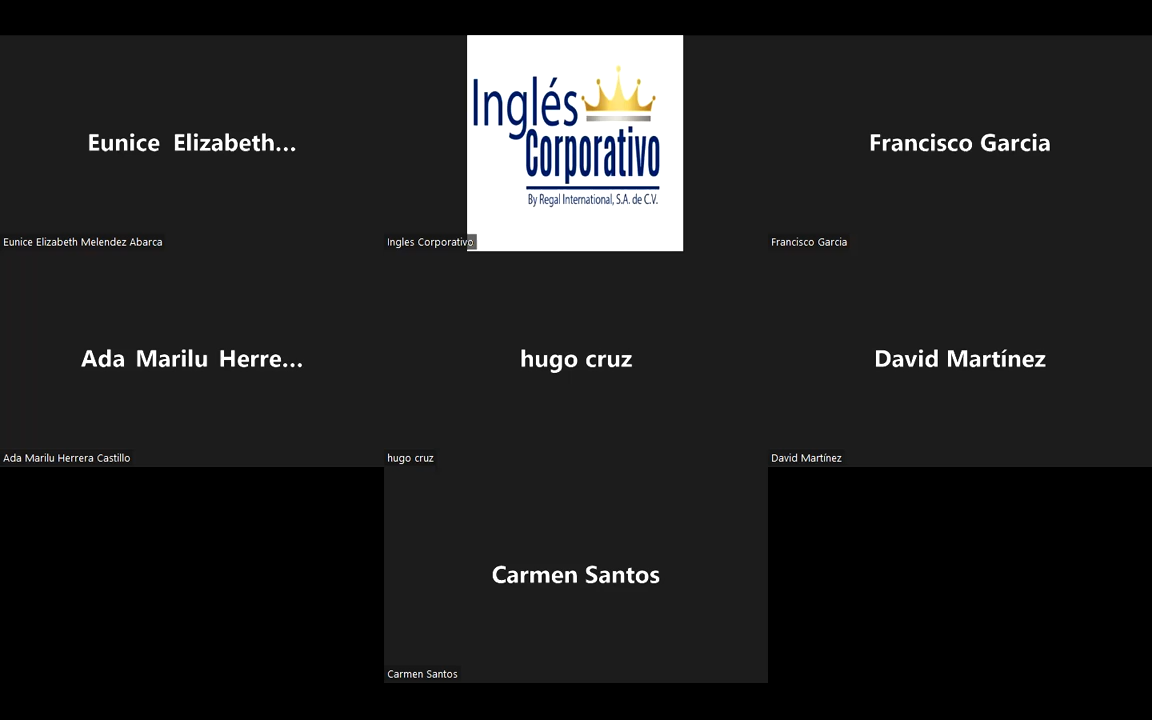 Eunice Elizabeth...
Eunice Elizabeth Melendez Abarca
Inglés
Corporativo
By Regal International, S.A. de C.V.
Ingles Corporativo
Francisco Garcia
Francisco Garcia
Ada Marilu Herre...
Ada Marilu Herrera Castillo
hugo cruz
hugo cruz
David Martínez
David Martínez
Carmen Santos
Carmen Santos